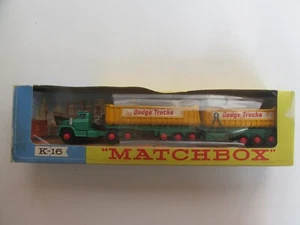 Dodge Trucks
Dodge Trucks
K-16
"MATCHBOX"